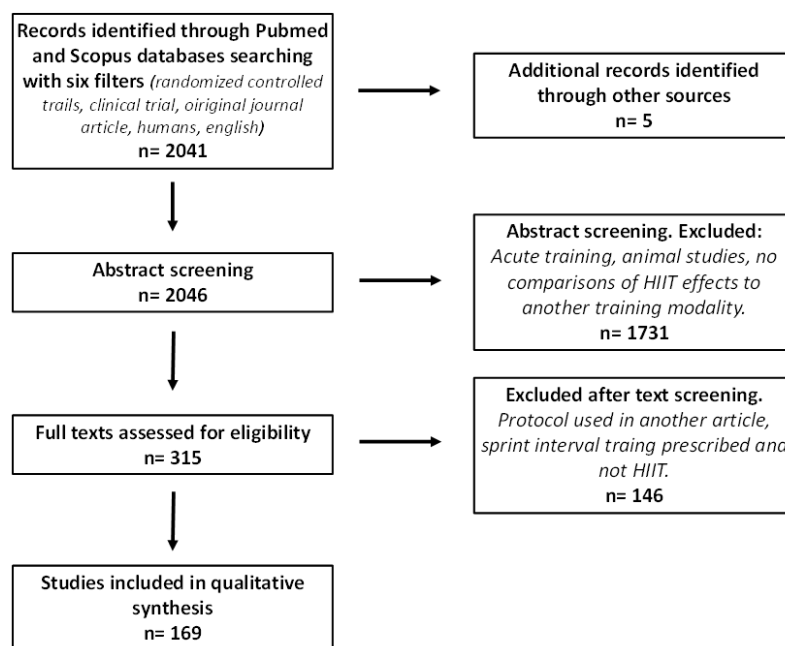 Records identified through Pubmed
and Scopus databases searching
with six filters (randomized controlled
trails, clinical trial, oiriginal journal
article, humans, english)
n= 2041
Additional records identified
through other sources
n= 5
Abstract screening
n= 2046
Abstract screening. Excluded:
Acute training, animal studies, no
comparisons of HIIT effects to
another training modality.
n= 1731
Full texts assessed for eligibility
n= 315
Excluded after text screening.
Protocol used in another article,
sprint interval traing prescribed and
not HIIT.
n= 146
Studies included in qualitative
synthesis
n= 169